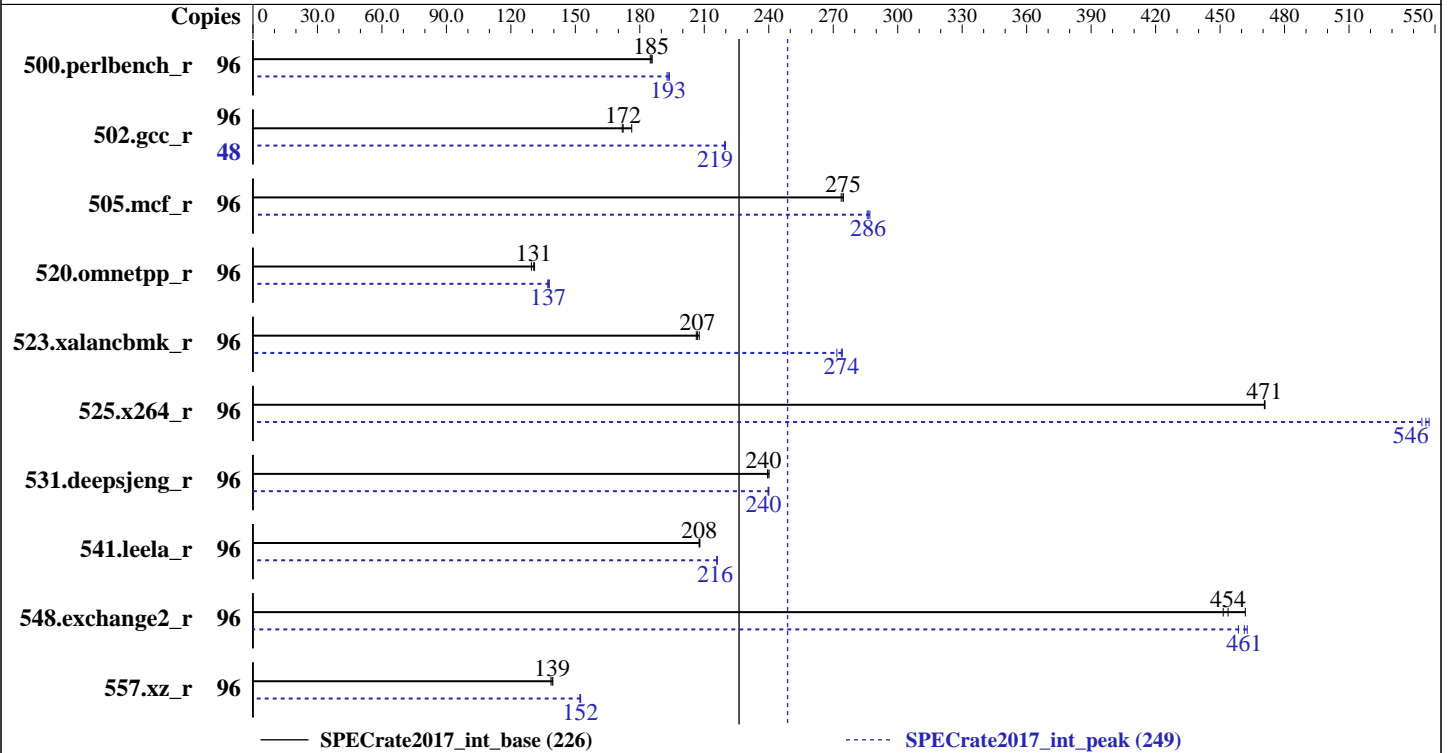 Copies 0 30.0 60.0 90.0 120 150 180 210 240 270 300 330 360 390 420 450 480 510 550
185
500.perlbench_r 96
193
96
172
502.gcc_r
48
219
275
505.mcf_r 96
286
131
520.omnetpp_r 96
137
207
523.xalancbmk_r 96
274
471
525.x264_r 96
546
240
531.deepsjeng_r 96
240
208
541.leela_r 96
216
454
548.exchange2_r 96
461
139
557.xz_r 96
152
SPECrate2017_int_base (226) SPECrate2017_int_peak (249)